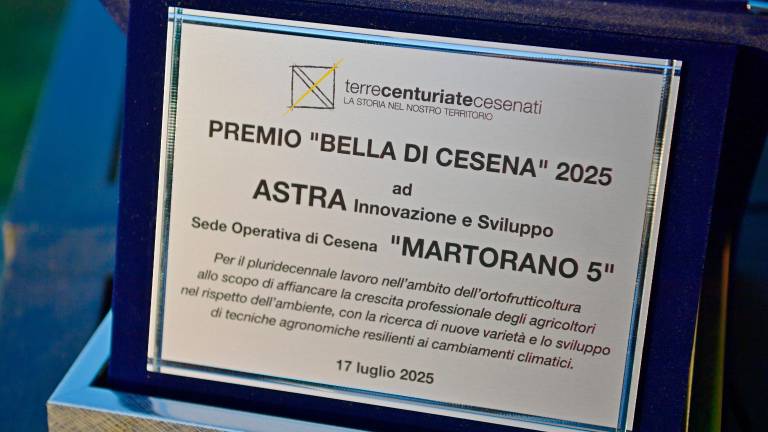 terrecenturiatecesenati
LA STORIA NEL NOSTRO TERRITORIO
PREMIO "BELLA DI CESENA" 2025
ad
ASTRA Innovazione e Sviluppo
Sede Operativa di Cesena "MARTORANO 5"
Per il pluridecennale lavoro nell'ambito dell'ortofrutticoltura
allo scopo di affiancare la crescita professionale degli agricoltori
nel rispetto dell'ambiente, con la ricerca di nuove varietà e lo sviluppo
di tecniche agronomiche resilienti ai cambiamenti climatici.
17 luglio 2025